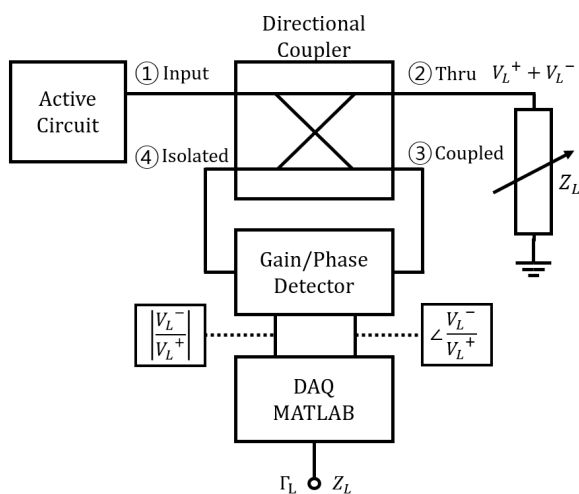 Directional
Coupler
Active
Circuit
① Input
② Thru
V_L^+ + V_L^-
④ Isolated
③ Coupled
Z_L
Gain/Phase
Detector
|V_L^- / V_L^+|
∠ V_L^- / V_L^+
DAQ
MATLAB
Γ_L
Z_L